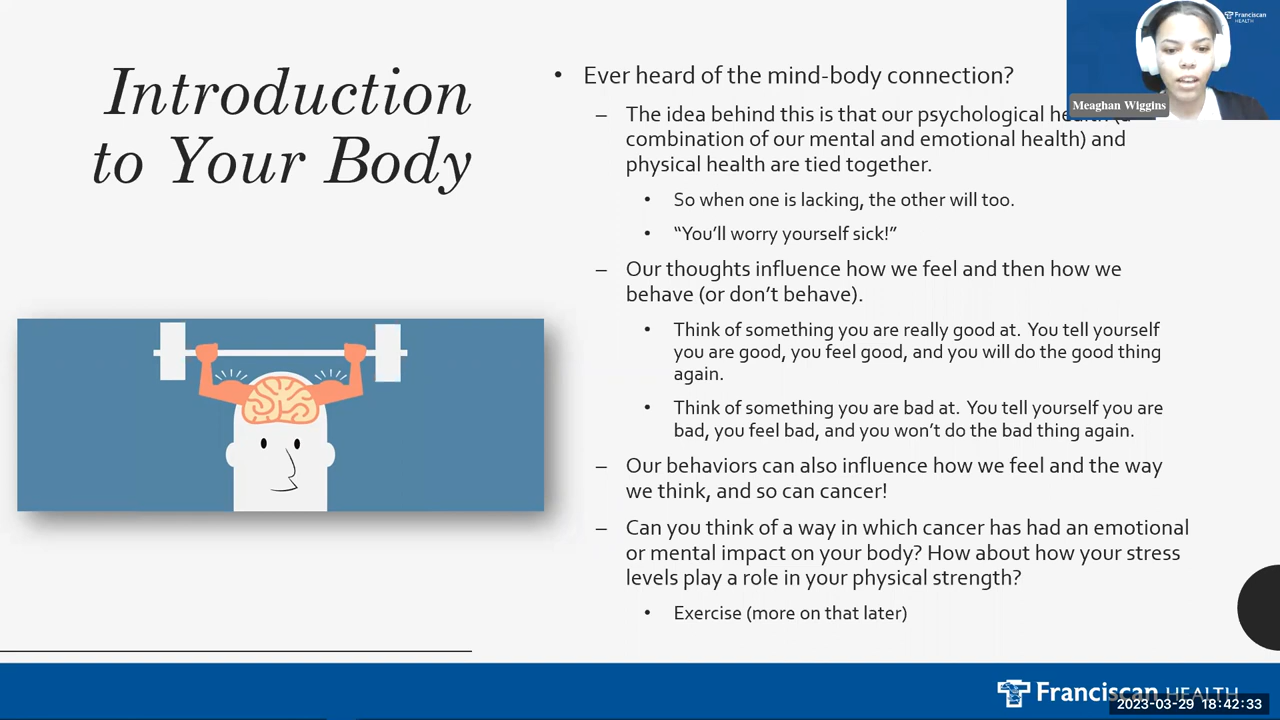 Introduction
to Your Body
• Ever heard of the mind-body connection?
– The idea behind this is that our psychological
combination of our mental and emotional health) and
physical health are tied together.
• So when one is lacking, the other will too.
• “You’ll worry yourself sick!”
– Our thoughts influence how we feel and then how we
behave (or don’t behave).
• Think of something you are really good at. You tell yourself
you are good, you feel good, and you will do the good thing
again.
• Think of something you are bad at. You tell yourself you are
bad, you feel bad, and you won’t do the bad thing again.
– Our behaviors can also influence how we feel and the way
we think, and so can cancer!
– Can you think of a way in which cancer has had an emotional
or mental impact on your body? How about how your stress
levels play a role in your physical strength?
• Exercise (more on that later)
Franciscan
HEALTH
Meaghan Wiggins
Franciscan HEALTH
2023-03-29 18:42:33